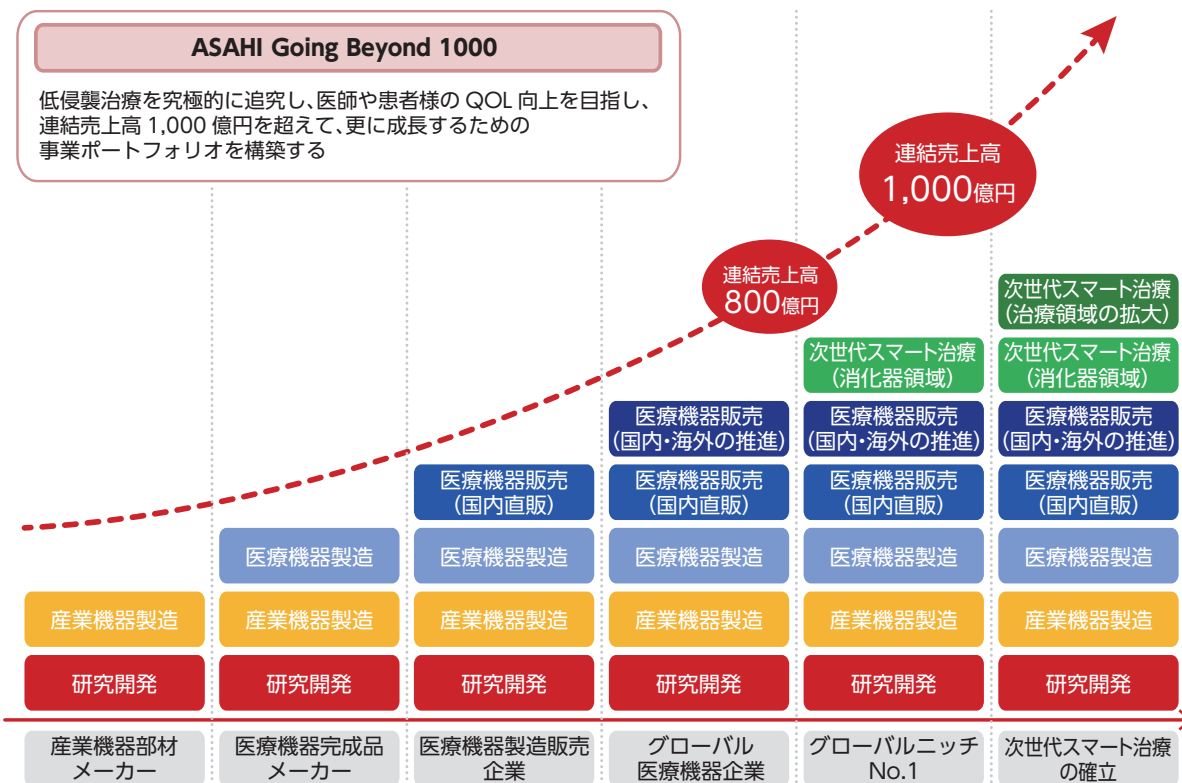 ASAHI Going Beyond 1000
低侵襲治療を究極的に追究し、医師や患者様の QOL 向上を目指し、
連結売上高 1,000 億円を超えて、更に成長するための
事業ポートフォリオを構築する
連結売上高
1,000億円
連結売上高
800億円
次世代スマート治療
(治療領域の拡大)
次世代スマート治療
(消化器領域)
次世代スマート治療
(消化器領域)
医療機器販売
(国内・海外の推進)
医療機器販売
(国内・海外の推進)
医療機器販売
(国内・海外の推進)
医療機器販売
(国内直販)
医療機器販売
(国内直販)
医療機器販売
(国内直販)
医療機器販売
(国内直販)
医療機器製造
医療機器製造
医療機器製造
医療機器製造
医療機器製造
産業機器製造
産業機器製造
産業機器製造
産業機器製造
産業機器製造
産業機器製造
研究開発
研究開発
研究開発
研究開発
研究開発
研究開発
産業機器部材
メーカー
医療機器完成品
メーカー
医療機器製造販売
企業
グローバル
医療機器企業
グローバルニッチ
No.1
次世代スマート治療
の確立